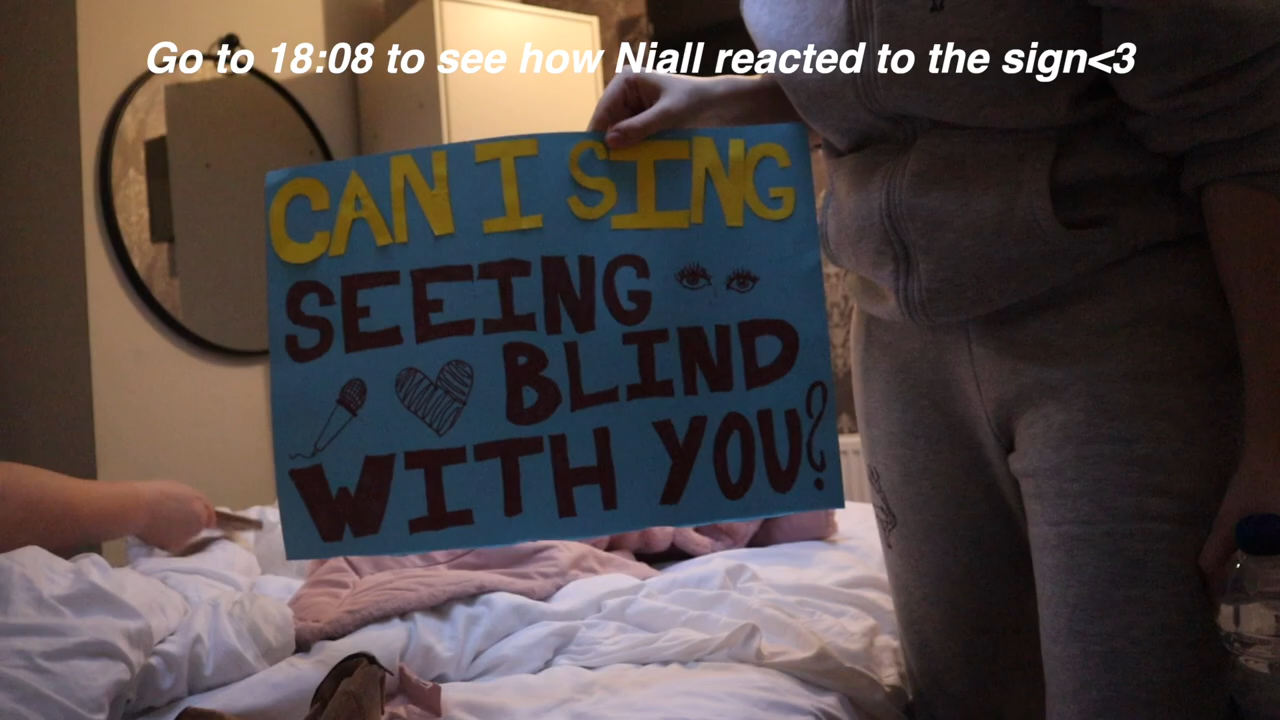 Go to 18:08 to see how Niall reacted to the sign<3
CAN I SING
SEEING
BLIND
WITH YOU?